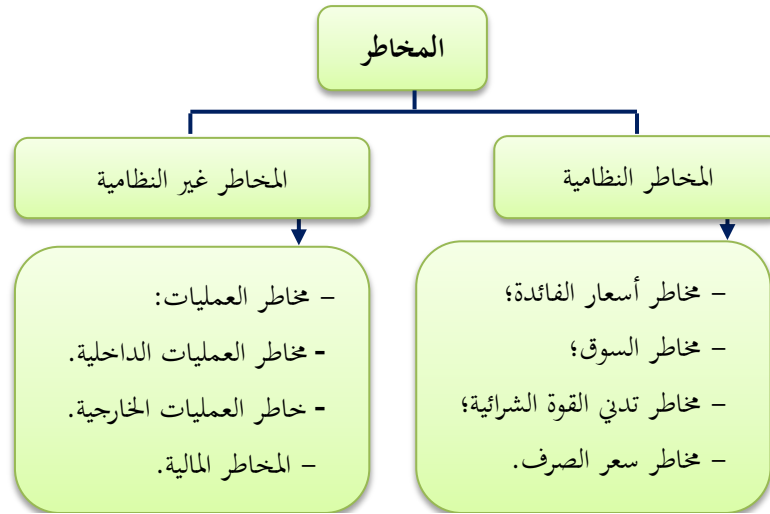 المخاطر
المخاطر النظامية
المخاطر غير النظامية
– مخاطر أسعار الفائدة؛
– مخاطر السوق؛
– مخاطر تدني القوة الشرائية؛
– مخاطر سعر الصرف.
– مخاطر العمليات:
- مخاطر العمليات الداخلية.
- خاطر العمليات الخارجية.
– المخاطر المالية.